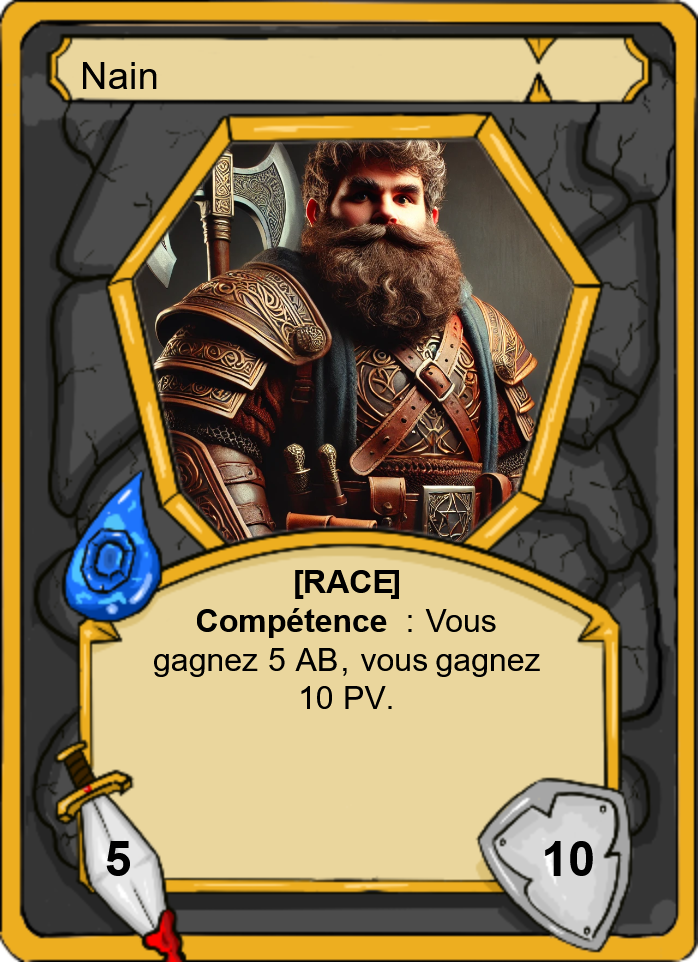 Nain
[RACE]
Compétence : Vous
gagnez 5 AB, vous gagnez
10 PV.
5
10